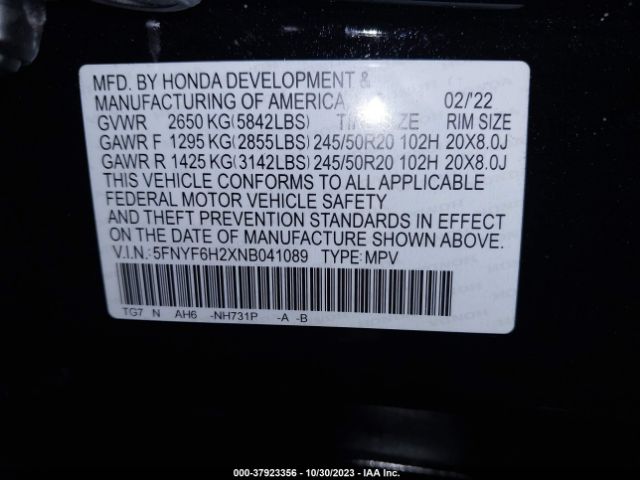 MFD. BY HONDA DEVELOPMENT &
MANUFACTURING OF AMERICA 02/'22
GVWR 2650 KG(5842LBS) TI ZE RIM SIZE
GAWR F 1295 KG(2855LBS) 245/50R20 102H 20X8.0J
GAWR R 1425 KG(3142LBS) 245/50R20 102H 20X8.0J
THIS VEHICLE CONFORMS TO ALL APPLICABLE
FEDERAL MOTOR VEHICLE SAFETY
AND THEFT PREVENTION STANDARDS IN EFFECT
ON THE DATE OF MANUFACTURE SHOWN ABOVE.
V.I.N.:5FNYF6H2XNB041089 TYPE:MPV
TG7 N AH6 -NH731P -A -B
000-37923356 - 10/30/2023 - IAA Inc.